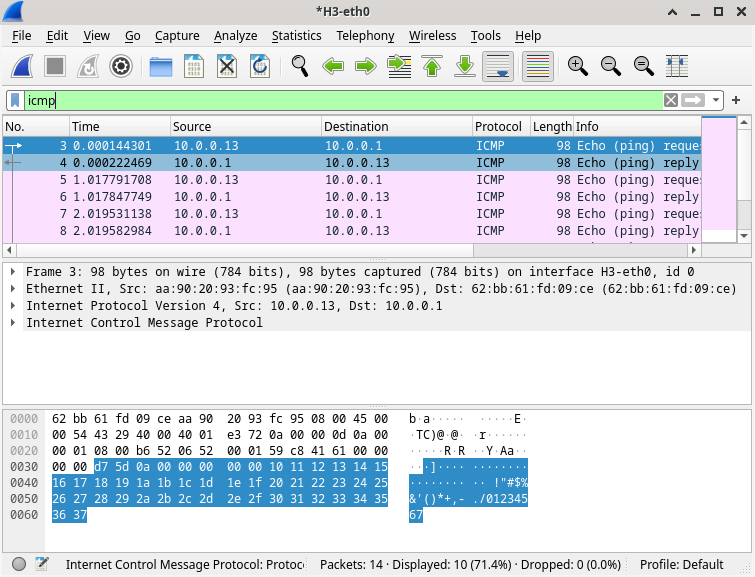 *H3-eth0
File Edit View Go Capture Analyze Statistics Telephony Wireless Tools Help
icmp
No. Time Source Destination Protocol Length Info
3 0.000144301 10.0.0.13 10.0.0.1 ICMP 98 Echo (ping) reque
4 0.000222469 10.0.0.1 10.0.0.13 ICMP 98 Echo (ping) reply
5 1.017791708 10.0.0.13 10.0.0.1 ICMP 98 Echo (ping) reque
6 1.017847749 10.0.0.1 10.0.0.13 ICMP 98 Echo (ping) reply
7 2.019531138 10.0.0.13 10.0.0.1 ICMP 98 Echo (ping) reque
8 2.019582984 10.0.0.1 10.0.0.13 ICMP 98 Echo (ping) reply
Frame 3: 98 bytes on wire (784 bits), 98 bytes captured (784 bits) on interface H3-eth0, id 0
Ethernet II, Src: aa:90:20:93:fc:95 (aa:90:20:93:fc:95), Dst: 62:bb:61:fd:09:ce (62:bb:61:fd:09:ce)
Internet Protocol Version 4, Src: 10.0.0.13, Dst: 10.0.0.1
Internet Control Message Protocol
0000 62 bb 61 fd 09 ce aa 90 20 93 fc 95 08 00 45 00 b·a····· ·····E·
0010 00 54 43 29 40 00 40 01 e3 72 0a 00 00 0d 0a 00 ·TC)@·@· ·r······
0020 00 01 08 00 b6 52 06 52 00 01 59 c8 41 61 00 00 ·····R·R ··Y·Aa··
0030 00 00 d7 5d 0a 00 00 00 00 00 10 11 12 13 14 15 ···]···· ········
0040 16 17 18 19 1a 1b 1c 1d 1e 1f 20 21 22 23 24 25 ········ ·· !"#$%
0050 26 27 28 29 2a 2b 2c 2d 2e 2f 30 31 32 33 34 35 &'()*+,- ./012345
0060 36 37 67
Internet Control Message Protocol: Protoc Packets: 14 · Displayed: 10 (71.4%) · Dropped: 0 (0.0%) Profile: Default